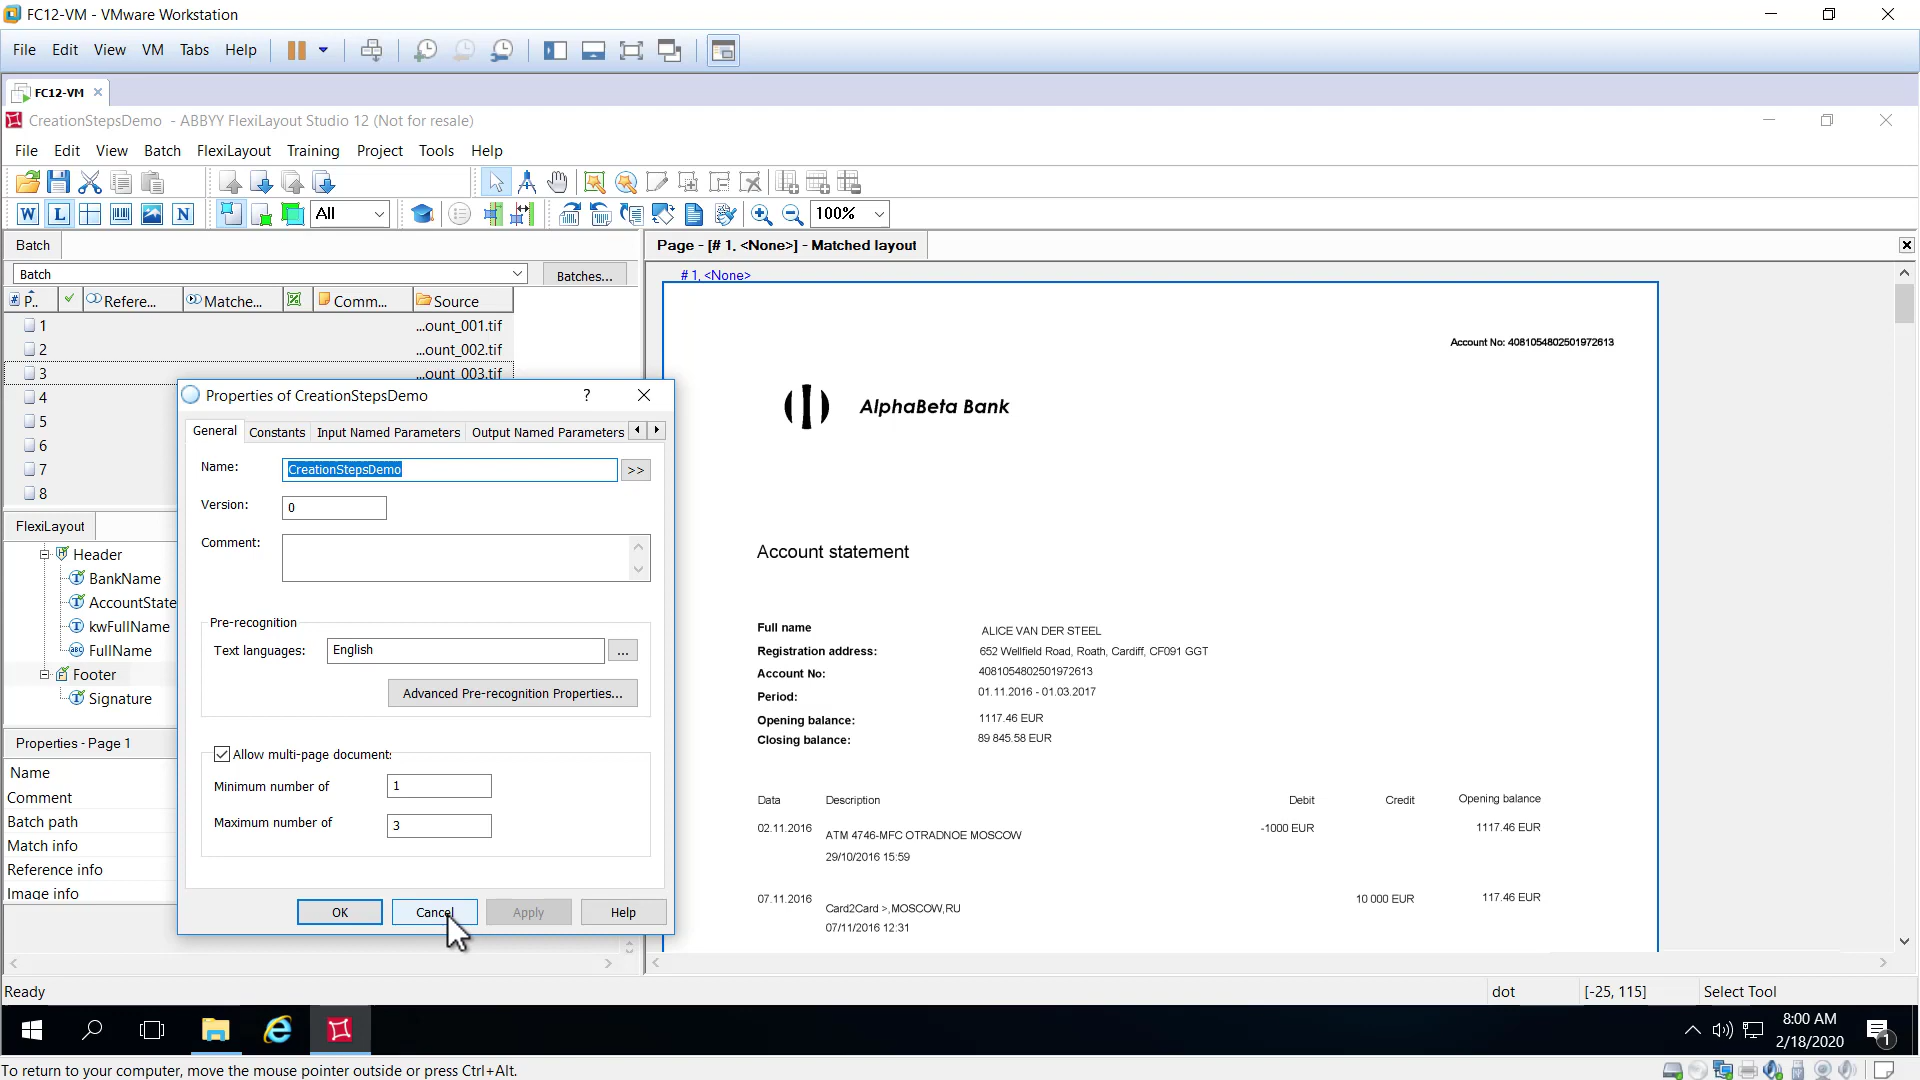 FC12-VM - VMware Workstation
File Edit View VM Tabs Help
FC12-VM
CreationStepsDemo - ABBYY FlexiLayout Studio 12 (Not for resale)
File Edit View Batch FlexiLayout Training Project Tools Help
W L N All 100%
Batch
Batch Batches...
# P.. Refere... Matche... Comm... Source
1 ...ount_001.tif
2 ...ount_002.tif
3 ...ount_003.tif
4
5
6
7
8
FlexiLayout
Header
BankName
AccountState
kwFullName
FullName
Footer
Signature
Properties - Page 1
Name
Comment
Batch path
Match info
Reference info
Image info
Properties of CreationStepsDemo ?
General Constants Input Named Parameters Output Named Parameters
Name: CreationStepsDemo >>
Version: 0
Comment:
Pre-recognition
Text languages: English ...
Advanced Pre-recognition Properties...
Allow multi-page document:
Minimum number of 1
Maximum number of 3
OK Cancel Apply Help
Page - [# 1, <None>] - Matched layout
# 1, <None>
Account No: 4081054802501972613
AlphaBeta Bank
Account statement
Full name ALICE VAN DER STEEL
Registration address: 652 Wellfield Road, Roath, Cardiff, CF091 GGT
Account No: 4081054802501972613
Period: 01.11.2016 - 01.03.2017
Opening balance: 1117.46 EUR
Closing balance: 89 845.58 EUR
Data Description Debit Credit Opening balance
02.11.2016 ATM 4746-MFC OTRADNOE MOSCOW -1000 EUR 1117.46 EUR
29/10/2016 15:59
07.11.2016 Card2Card >,MOSCOW,RU 10 000 EUR 117.46 EUR
07/11/2016 12:31
Ready dot [-25, 115] Select Tool
8:00 AM
2/18/2020
1
To return to your computer, move the mouse pointer outside or press Ctrl+Alt.